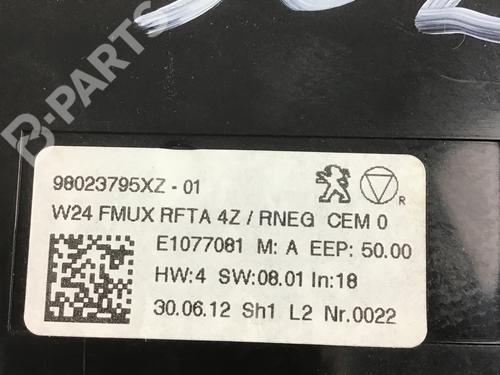 B-PARTS
98023795XZ - 01
R
W24 FMUX RFTA 4Z / RNEG CEM 0
E1077081 M: A EEP: 50.00
HW:4 SW:08.01 In:18
30.06.12 Sh1 L2 Nr.0022